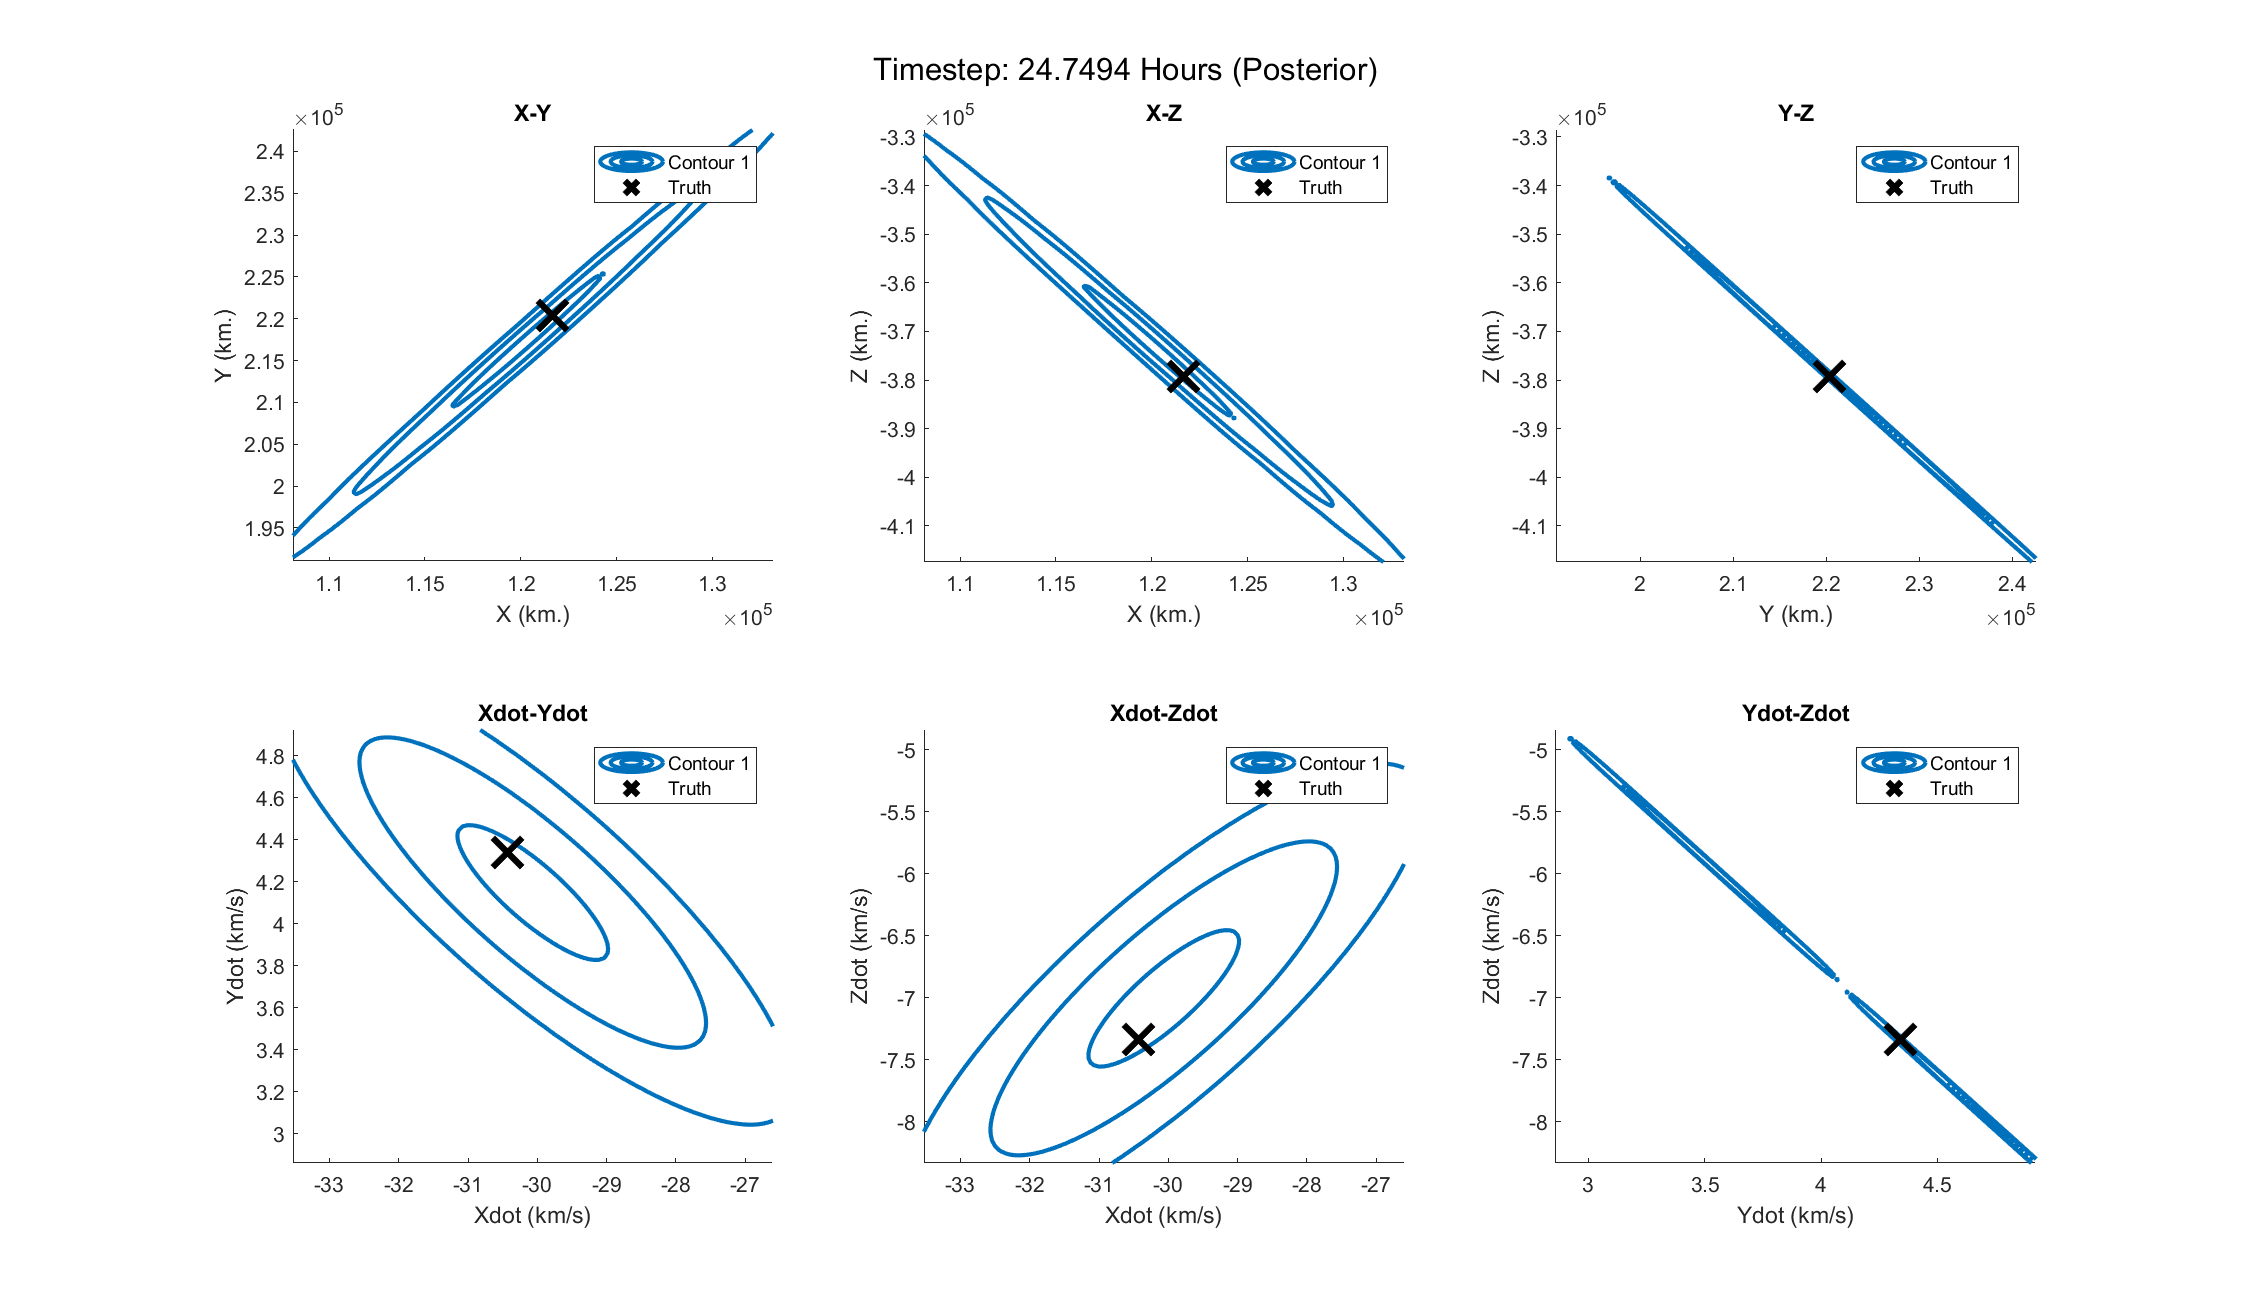 Timestep: 24.7494 Hours (Posterior)
X-Y
×10^5
2.4
2.35
2.3
2.25
2.2
2.15
2.1
2.05
2
1.95
Y (km.)
1.1 1.15 1.2 1.25 1.3
X (km.)
×10^5
Contour 1
Truth
X-Z
×10^5
-3.3
-3.4
-3.5
-3.6
-3.7
-3.8
-3.9
-4
-4.1
Z (km.)
1.1 1.15 1.2 1.25 1.3
X (km.)
×10^5
Contour 1
Truth
Y-Z
×10^5
-3.3
-3.4
-3.5
-3.6
-3.7
-3.8
-3.9
-4
-4.1
Z (km.)
2 2.1 2.2 2.3 2.4
Y (km.)
×10^5
Contour 1
Truth
Xdot-Ydot
4.8
4.6
4.4
4.2
4
3.8
3.6
3.4
3.2
3
Ydot (km/s)
-33 -32 -31 -30 -29 -28 -27
Xdot (km/s)
Contour 1
Truth
Xdot-Zdot
-5
-5.5
-6
-6.5
-7
-7.5
-8
Zdot (km/s)
-33 -32 -31 -30 -29 -28 -27
Xdot (km/s)
Contour 1
Truth
Ydot-Zdot
-5
-5.5
-6
-6.5
-7
-7.5
-8
Zdot (km/s)
3 3.5 4 4.5
Ydot (km/s)
Contour 1
Truth